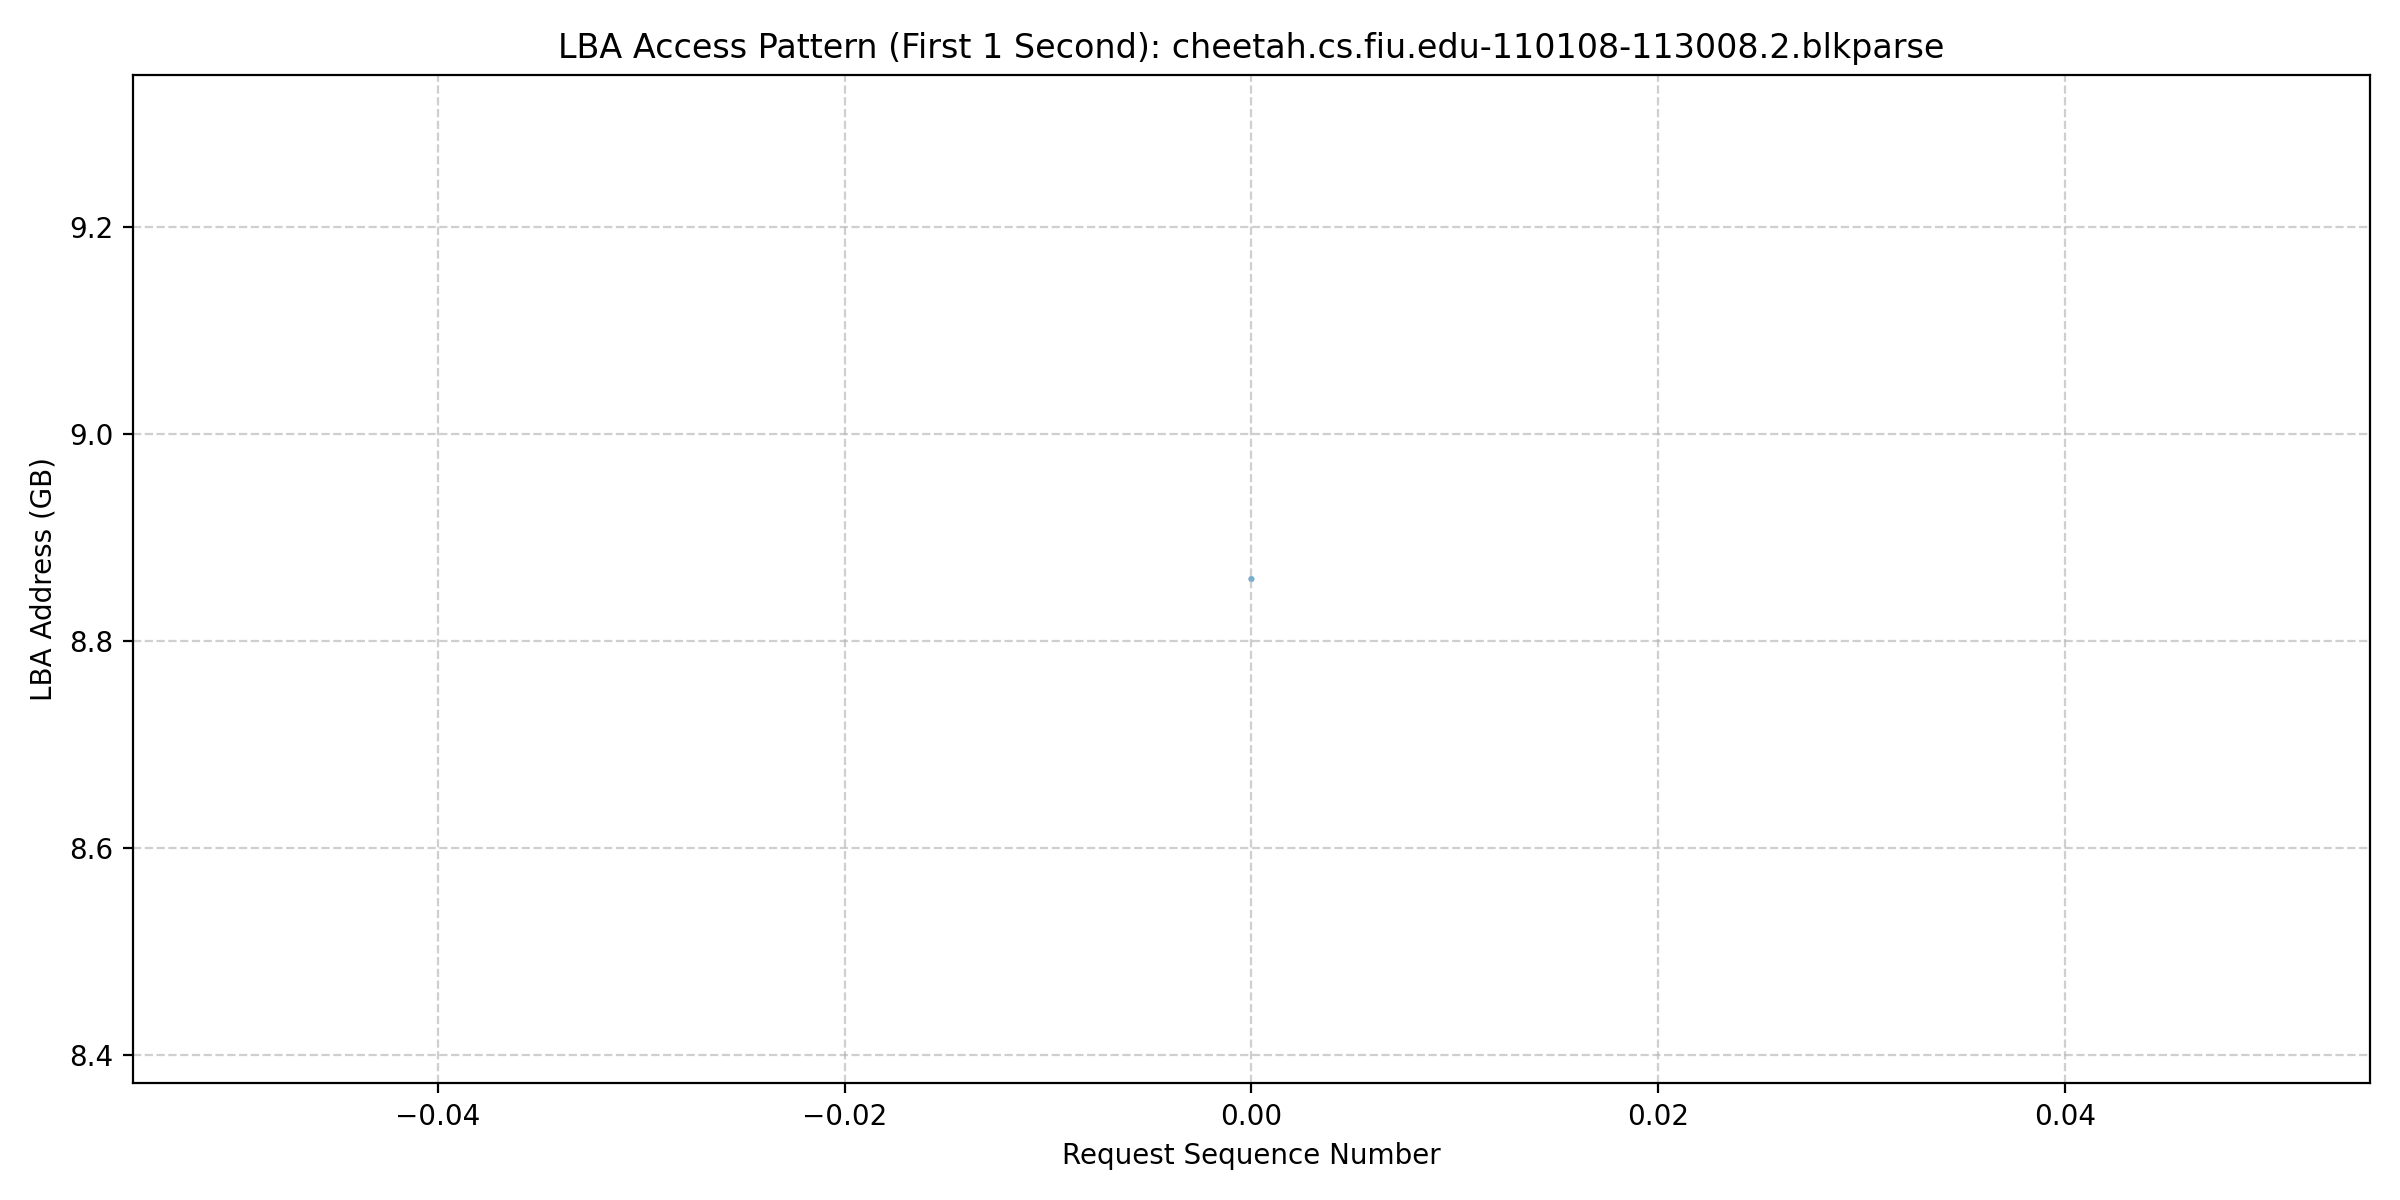 LBA Access Pattern (First 1 Second): cheetah.cs.fiu.edu-110108-113008.2.blkparse
LBA Address (GB)
9.2
9.0
8.8
8.6
8.4
−0.04 −0.02 0.00 0.02 0.04
Request Sequence Number